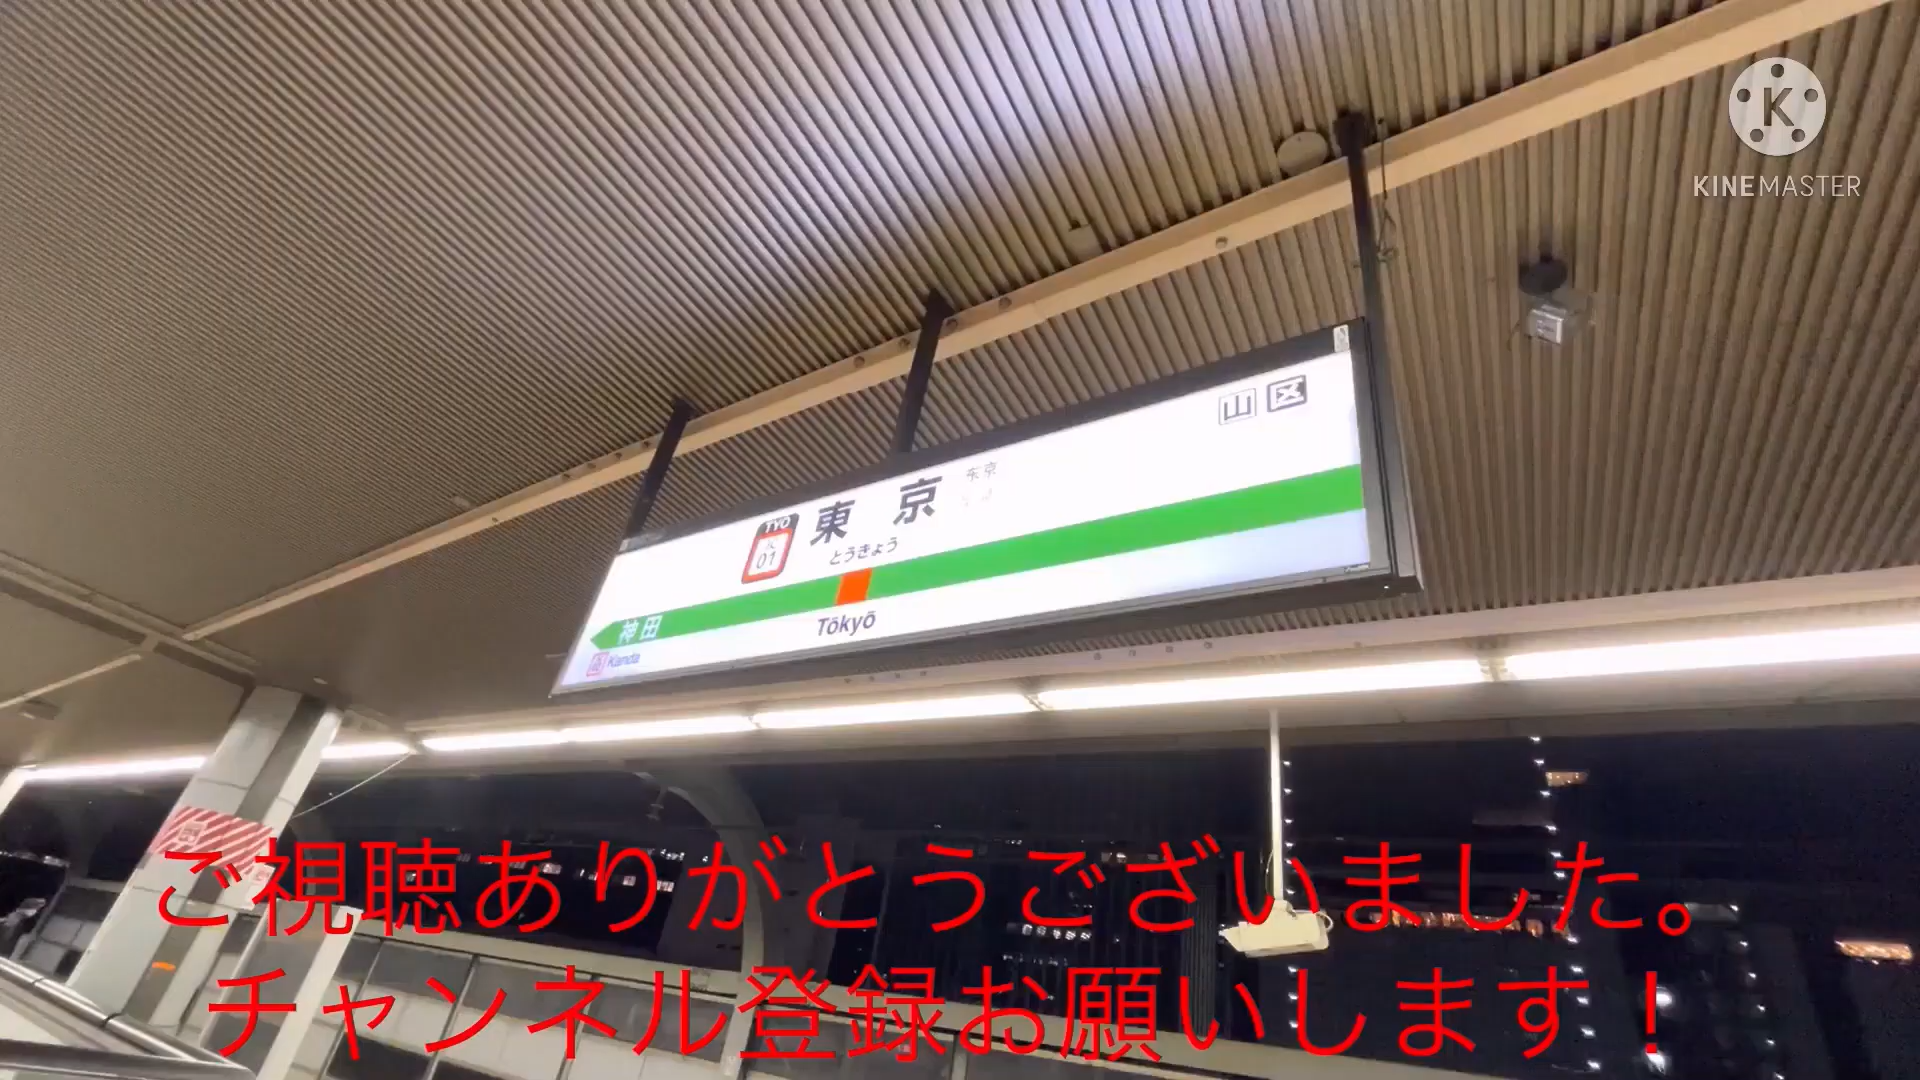 KINEMASTER
山 区
東京
东京
TYO
01
とうきょう
神田
Kanda
Tōkyō
ご視聴ありがとうございました。
チャンネル登録お願いします！